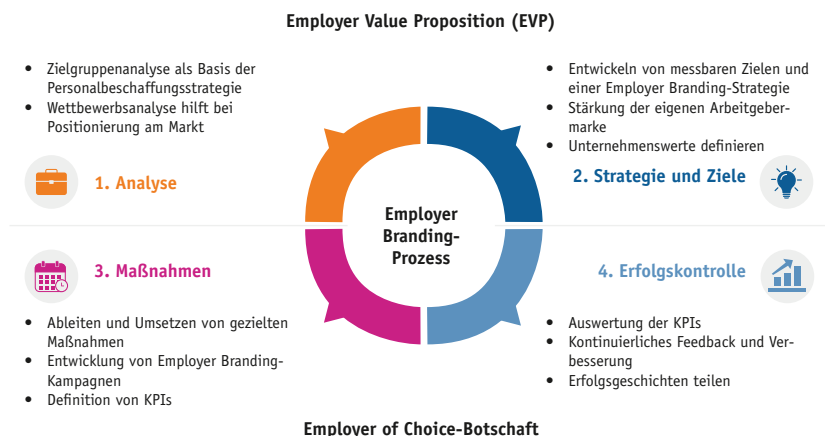 Employer Value Proposition (EVP)
• Zielgruppenanalyse als Basis der
Personalbeschaffungsstrategie
• Wettbewerbsanalyse hilft bei
Positionierung am Markt
1. Analyse
• Entwickeln von messbaren Zielen und
einer Employer Branding-Strategie
• Stärkung der eigenen Arbeitgeber-
marke
• Unternehmenswerte definieren
2. Strategie und Ziele
Employer
Branding-
Prozess
3. Maßnahmen
• Ableiten und Umsetzen von gezielten
Maßnahmen
• Entwicklung von Employer Branding-
Kampagnen
• Definition von KPIs
4. Erfolgskontrolle
• Auswertung der KPIs
• Kontinuierliches Feedback und Ver-
besserung
• Erfolgsgeschichten teilen
Employer of Choice-Botschaft